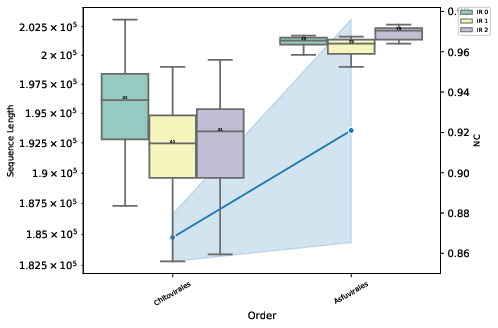 2.025 × 10⁵
2 × 10⁵
1.975 × 10⁵
1.95 × 10⁵
1.925 × 10⁵
1.9 × 10⁵
1.875 × 10⁵
1.85 × 10⁵
1.825 × 10⁵
Sequence Length
0.96
0.94
0.92
0.90
0.88
0.86
NC
IR 0
IR 1
IR 2
Chitovirales
Asfuvirales
Order